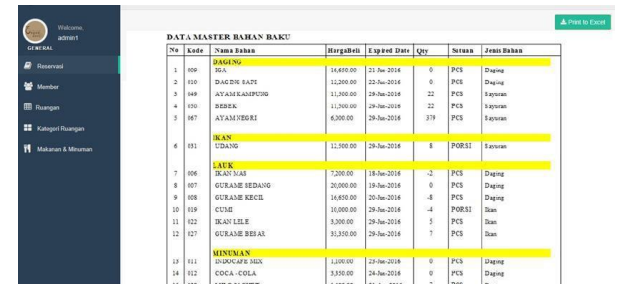 Welcome,
admin1
GENERAL
Reservasi
Member
Ruangan
Kategori Ruangan
Makanan & Minuman
Print to Excel
DATA MASTER BAHAN BAKU
No Kode Nama Bahan HargaBeli Expired Date Qty Satuan Jenis Bahan
DAGING
1 009 IGA 16,650.00 21-Jun-2016 0 PCS Daging
2 010 DAGING SAPI 12,200.00 22-Jun-2016 0 PCS Daging
3 049 AYAM KAMPUNG 11,500.00 29-Jun-2016 22 PCS Sayuran
4 050 BEBEK 11,500.00 29-Jun-2016 22 PCS Sayuran
5 067 AYAM NEGRI 6,000.00 29-Jun-2016 379 PCS Sayuran
IKAN
6 031 UDANG 12,500.00 29-Jun-2016 8 PORSI Sayuran
LAUK
7 006 IKAN MAS 7,200.00 18-Jun-2016 -2 PCS Daging
8 007 GURAME SEDANG 20,000.00 19-Jun-2016 0 PCS Daging
9 008 GURAME KECIL 16,650.00 20-Jun-2016 -8 PCS Daging
10 019 CUMI 10,000.00 29-Jun-2016 -4 PORSI Ikan
11 022 IKAN LELE 3,300.00 29-Jun-2016 5 PCS Ikan
12 027 GURAME BESAR 33,350.00 29-Jun-2016 7 PCS Ikan
MINUMAN
13 011 INDOCAFE MIX 1,100.00 23-Jun-2016 0 PCS Daging
14 012 COCA-COLA 3,350.00 24-Jun-2016 0 PCS Daging